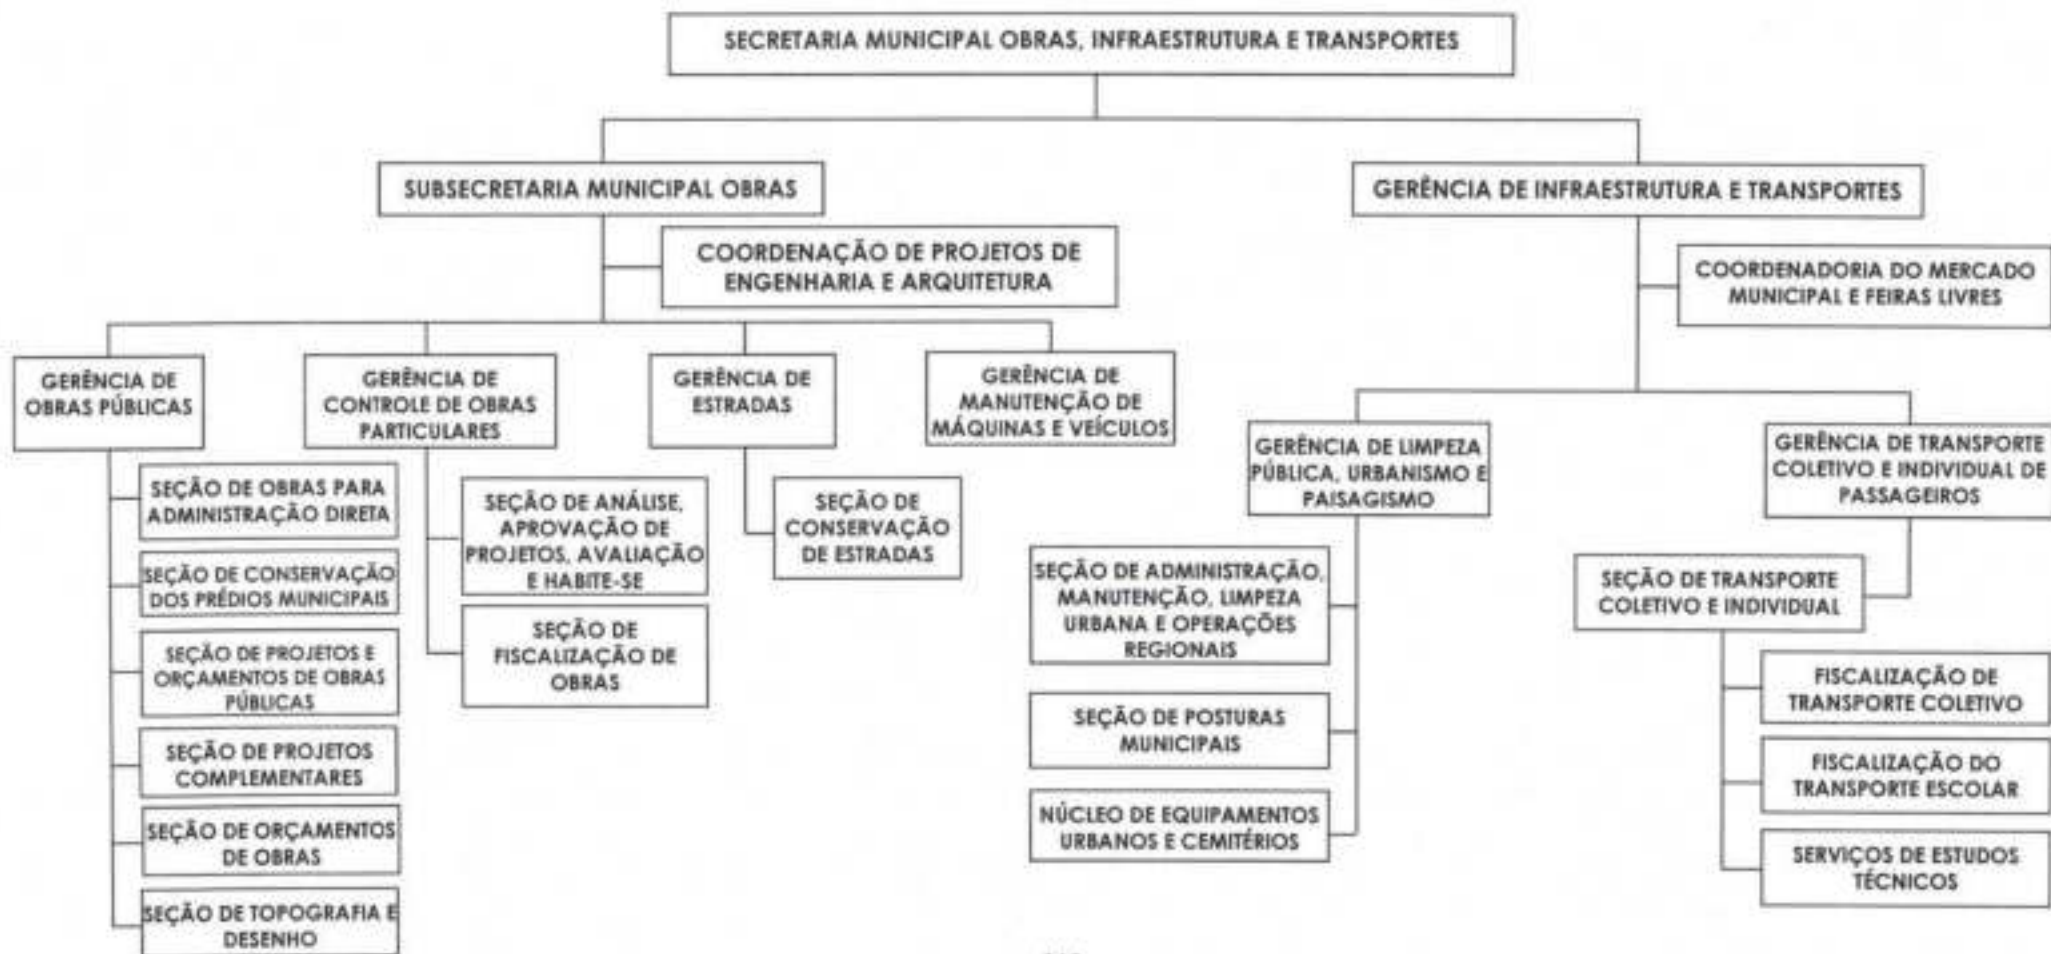 SECRETARIA MUNICIPAL OBRAS, INFRAESTRUTURA E TRANSPORTES
SUBSECRETARIA MUNICIPAL OBRAS
GERÊNCIA DE INFRAESTRUTURA E TRANSPORTES
COORDENAÇÃO DE PROJETOS DE
ENGENHARIA E ARQUITETURA
COORDENADORIA DO MERCADO
MUNICIPAL E FEIRAS LIVRES
GERÊNCIA DE
OBRAS PÚBLICAS
GERÊNCIA DE
CONTROLE DE OBRAS
PARTICULARES
GERÊNCIA DE
ESTRADAS
GERÊNCIA DE
MANUTENÇÃO DE
MÁQUINAS E VEÍCULOS
GERÊNCIA DE LIMPEZA
PÚBLICA, URBANISMO E
PAISAGISMO
GERÊNCIA DE TRANSPORTE
COLETIVO E INDIVIDUAL DE
PASSAGEIROS
SEÇÃO DE OBRAS PARA
ADMINISTRAÇÃO DIRETA
SEÇÃO DE CONSERVAÇÃO
DOS PRÉDIOS MUNICIPAIS
SEÇÃO DE PROJETOS E
ORÇAMENTOS DE OBRAS
PÚBLICAS
SEÇÃO DE PROJETOS
COMPLEMENTARES
SEÇÃO DE ORÇAMENTOS
DE OBRAS
SEÇÃO DE TOPOGRAFIA E
DESENHO
SEÇÃO DE ANÁLISE,
APROVAÇÃO DE
PROJETOS, AVALIAÇÃO
E HABITE-SE
SEÇÃO DE
FISCALIZAÇÃO DE
OBRAS
SEÇÃO DE
CONSERVAÇÃO
DE ESTRADAS
SEÇÃO DE ADMINISTRAÇÃO,
MANUTENÇÃO, LIMPEZA
URBANA E OPERAÇÕES
REGIONAIS
SEÇÃO DE POSTURAS
MUNICIPAIS
NÚCLEO DE EQUIPAMENTOS
URBANOS E CEMITÉRIOS
SEÇÃO DE TRANSPORTE
COLETIVO E INDIVIDUAL
FISCALIZAÇÃO DE
TRANSPORTE COLETIVO
FISCALIZAÇÃO DO
TRANSPORTE ESCOLAR
SERVIÇOS DE ESTUDOS
TÉCNICOS